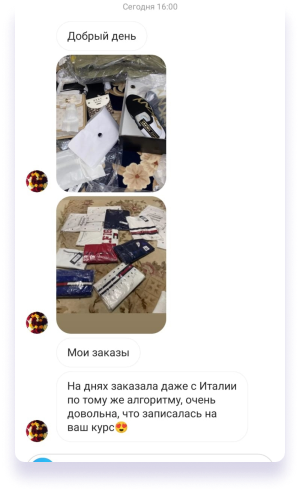 Сегодня 16:00
Добрый день
Мои заказы
На днях заказала даже с Италии
по тому же алгоритму, очень
довольна, что записалась на
ваш курс😍